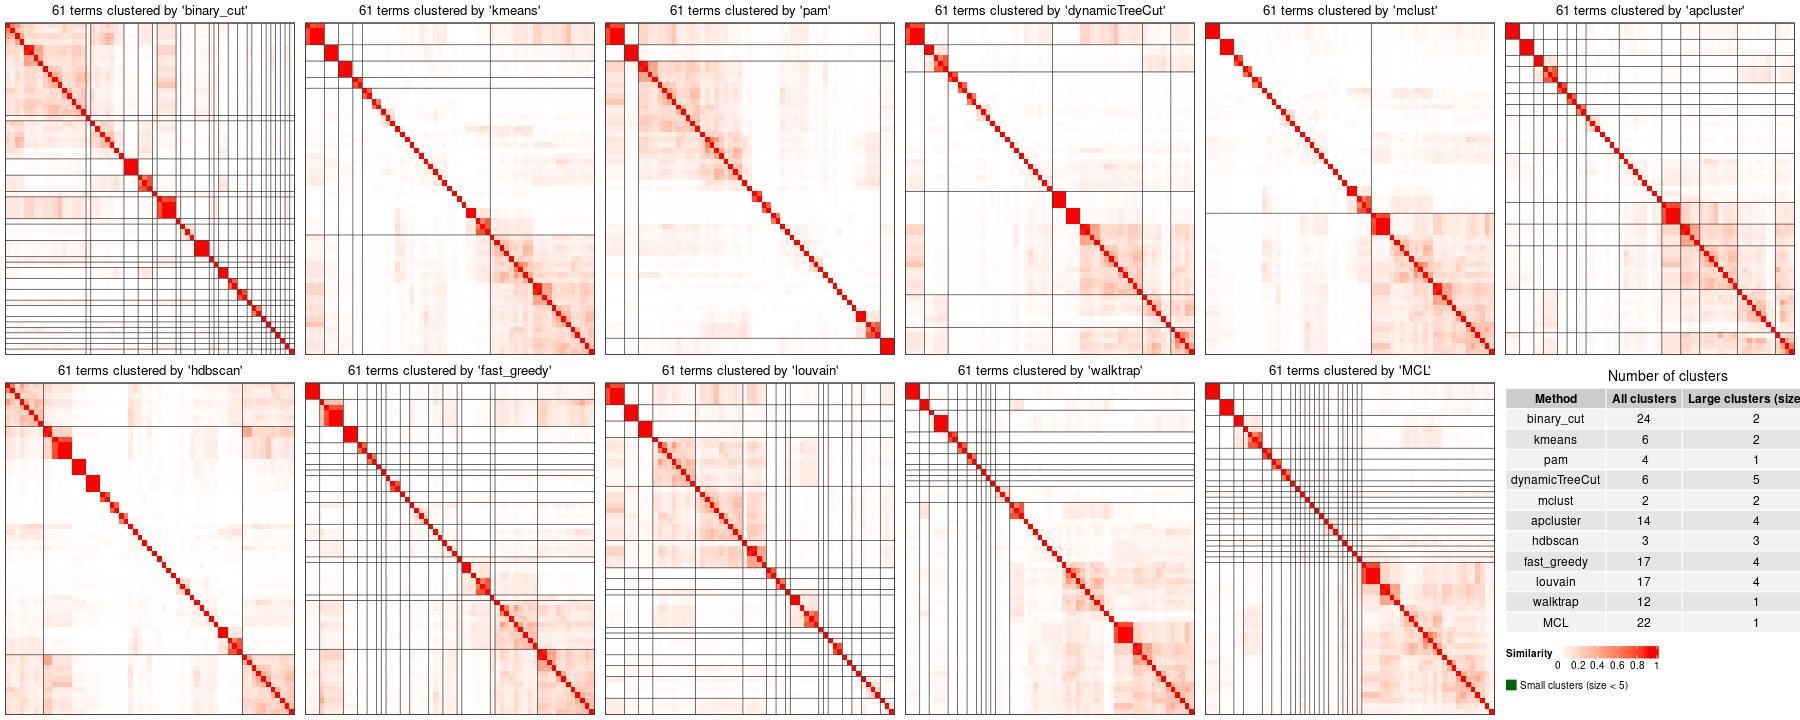 61 terms clustered by 'binary_cut'
61 terms clustered by 'kmeans'
61 terms clustered by 'pam'
61 terms clustered by 'dynamicTreeCut'
61 terms clustered by 'mclust'
61 terms clustered by 'apcluster'
61 terms clustered by 'hdbscan'
61 terms clustered by 'fast_greedy'
61 terms clustered by 'louvain'
61 terms clustered by 'walktrap'
61 terms clustered by 'MCL'
Number of clusters
Method All clusters Large clusters (size
binary_cut 24 2
kmeans 6 2
pam 4 1
dynamicTreeCut 6 5
mclust 2 2
apcluster 14 4
hdbscan 3 3
fast_greedy 17 4
louvain 17 4
walktrap 12 1
MCL 22 1
Similarity
0 0.2 0.4 0.6 0.8 1
Small clusters (size < 5)